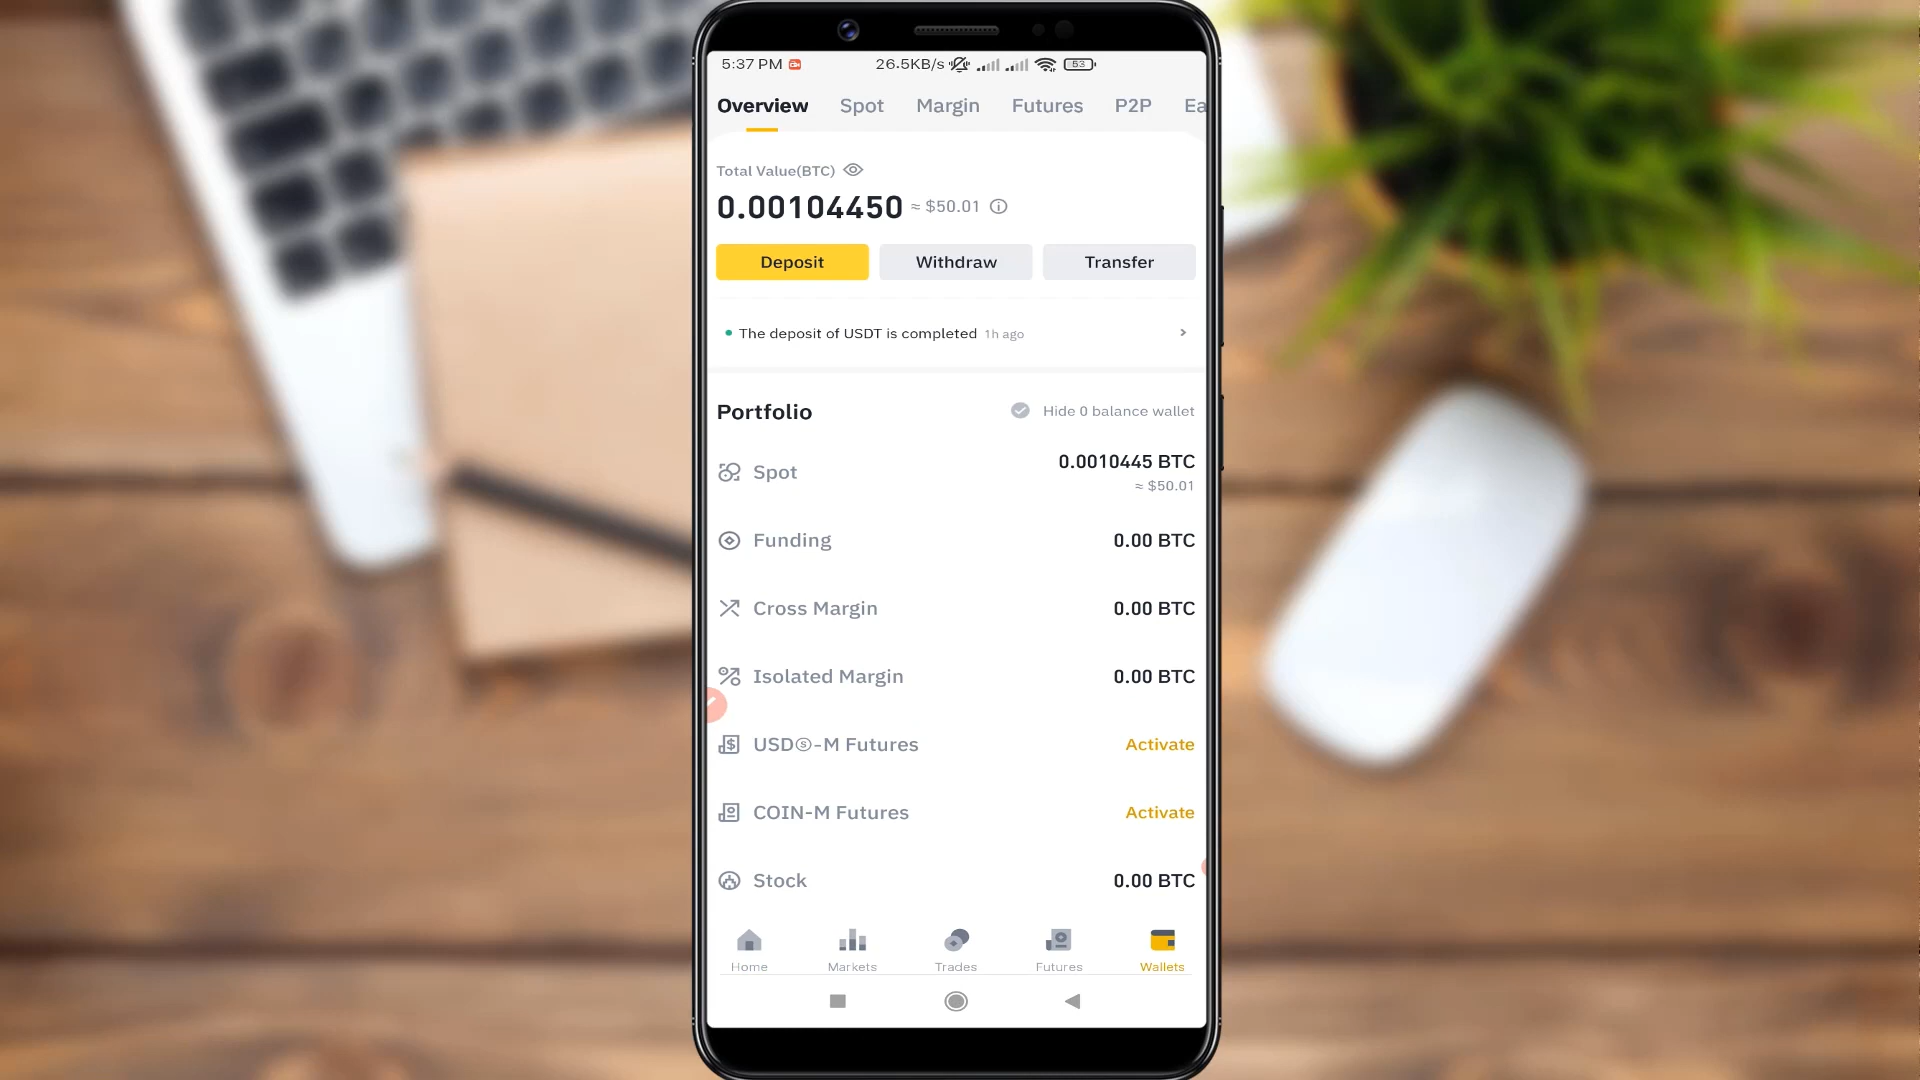 5:37 PM 26.5KB/s 53
Overview Spot Margin Futures P2P Ea
Total Value(BTC)
0.00104450 ≈ $50.01
Deposit Withdraw Transfer
The deposit of USDT is completed 1h ago
Portfolio Hide 0 balance wallet
Spot 0.0010445 BTC
≈ $50.01
Funding 0.00 BTC
Cross Margin 0.00 BTC
Isolated Margin 0.00 BTC
USDⓈ-M Futures Activate
COIN-M Futures Activate
Stock 0.00 BTC
Home Markets Trades Futures Wallets